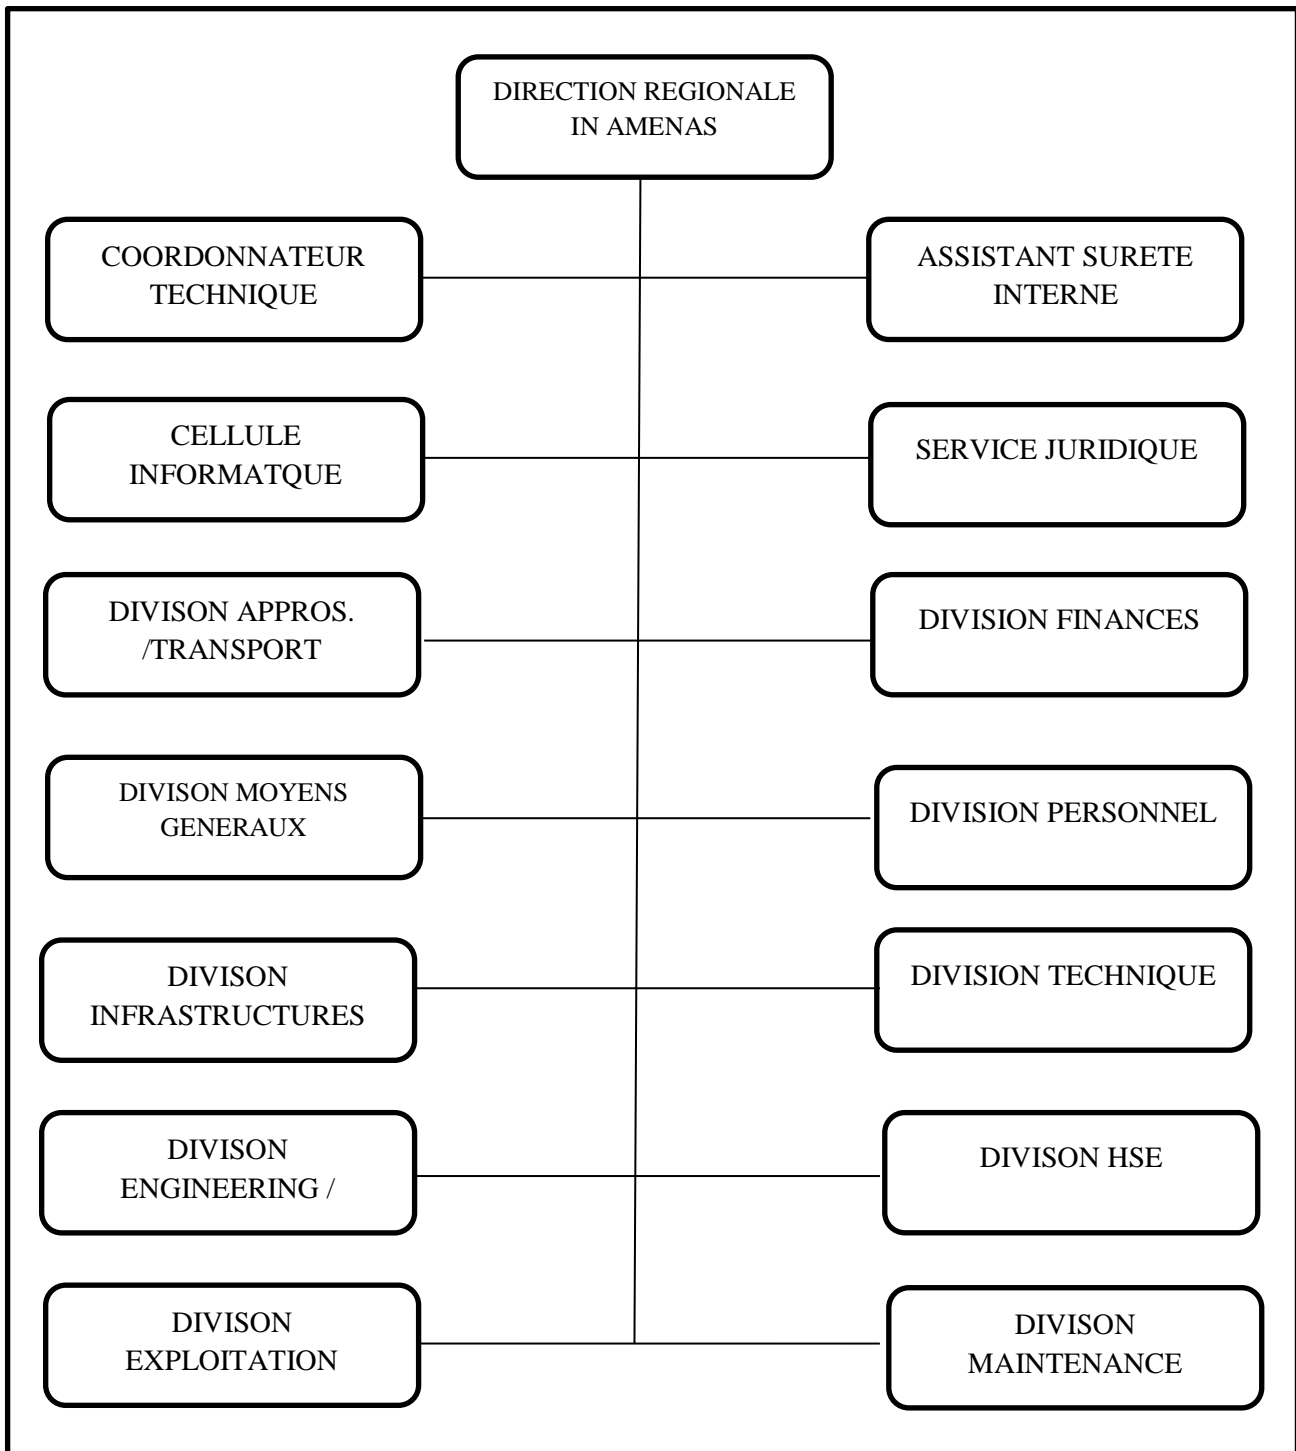 DIRECTION REGIONALE
IN AMENAS
COORDONNATEUR
TECHNIQUE
ASSISTANT SURETE
INTERNE
CELLULE
INFORMATQUE
SERVICE JURIDIQUE
DIVISON APPROS.
/TRANSPORT
DIVISION FINANCES
DIVISON MOYENS
GENERAUX
DIVISION PERSONNEL
DIVISON
INFRASTRUCTURES
DIVISION TECHNIQUE
DIVISON
ENGINEERING /
DIVISON HSE
DIVISON
EXPLOITATION
DIVISON
MAINTENANCE